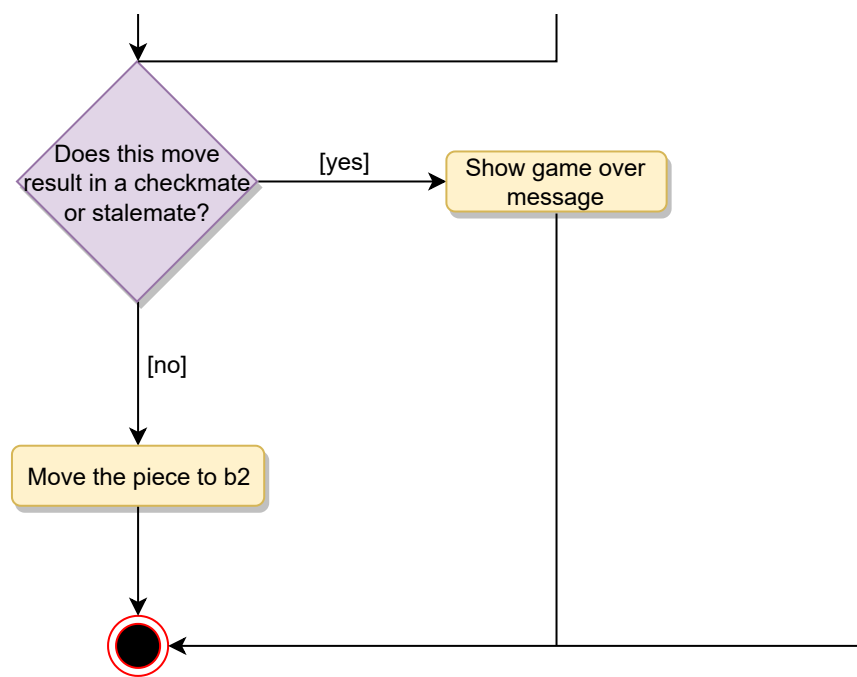 Does this move
result in a checkmate
or stalemate?
[yes]
Show game over
message
[no]
Move the piece to b2